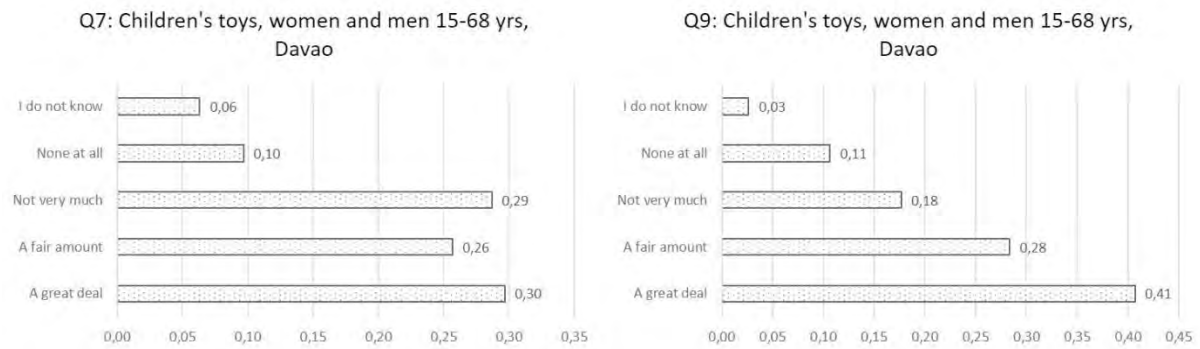 Q7: Children's toys, women and men 15-68 yrs,
Davao
I do not know
0,06
None at all
0,10
Not very much
0,29
A fair amount
0,26
A great deal
0,30
0,00 0,05 0,10 0,15 0,20 0,25 0,30 0,35
Q9: Children's toys, women and men 15-68 yrs,
Davao
I do not know
0,03
None at all
0,11
Not very much
0,18
A fair amount
0,28
A great deal
0,41
0,00 0,05 0,10 0,15 0,20 0,25 0,30 0,35 0,40 0,45